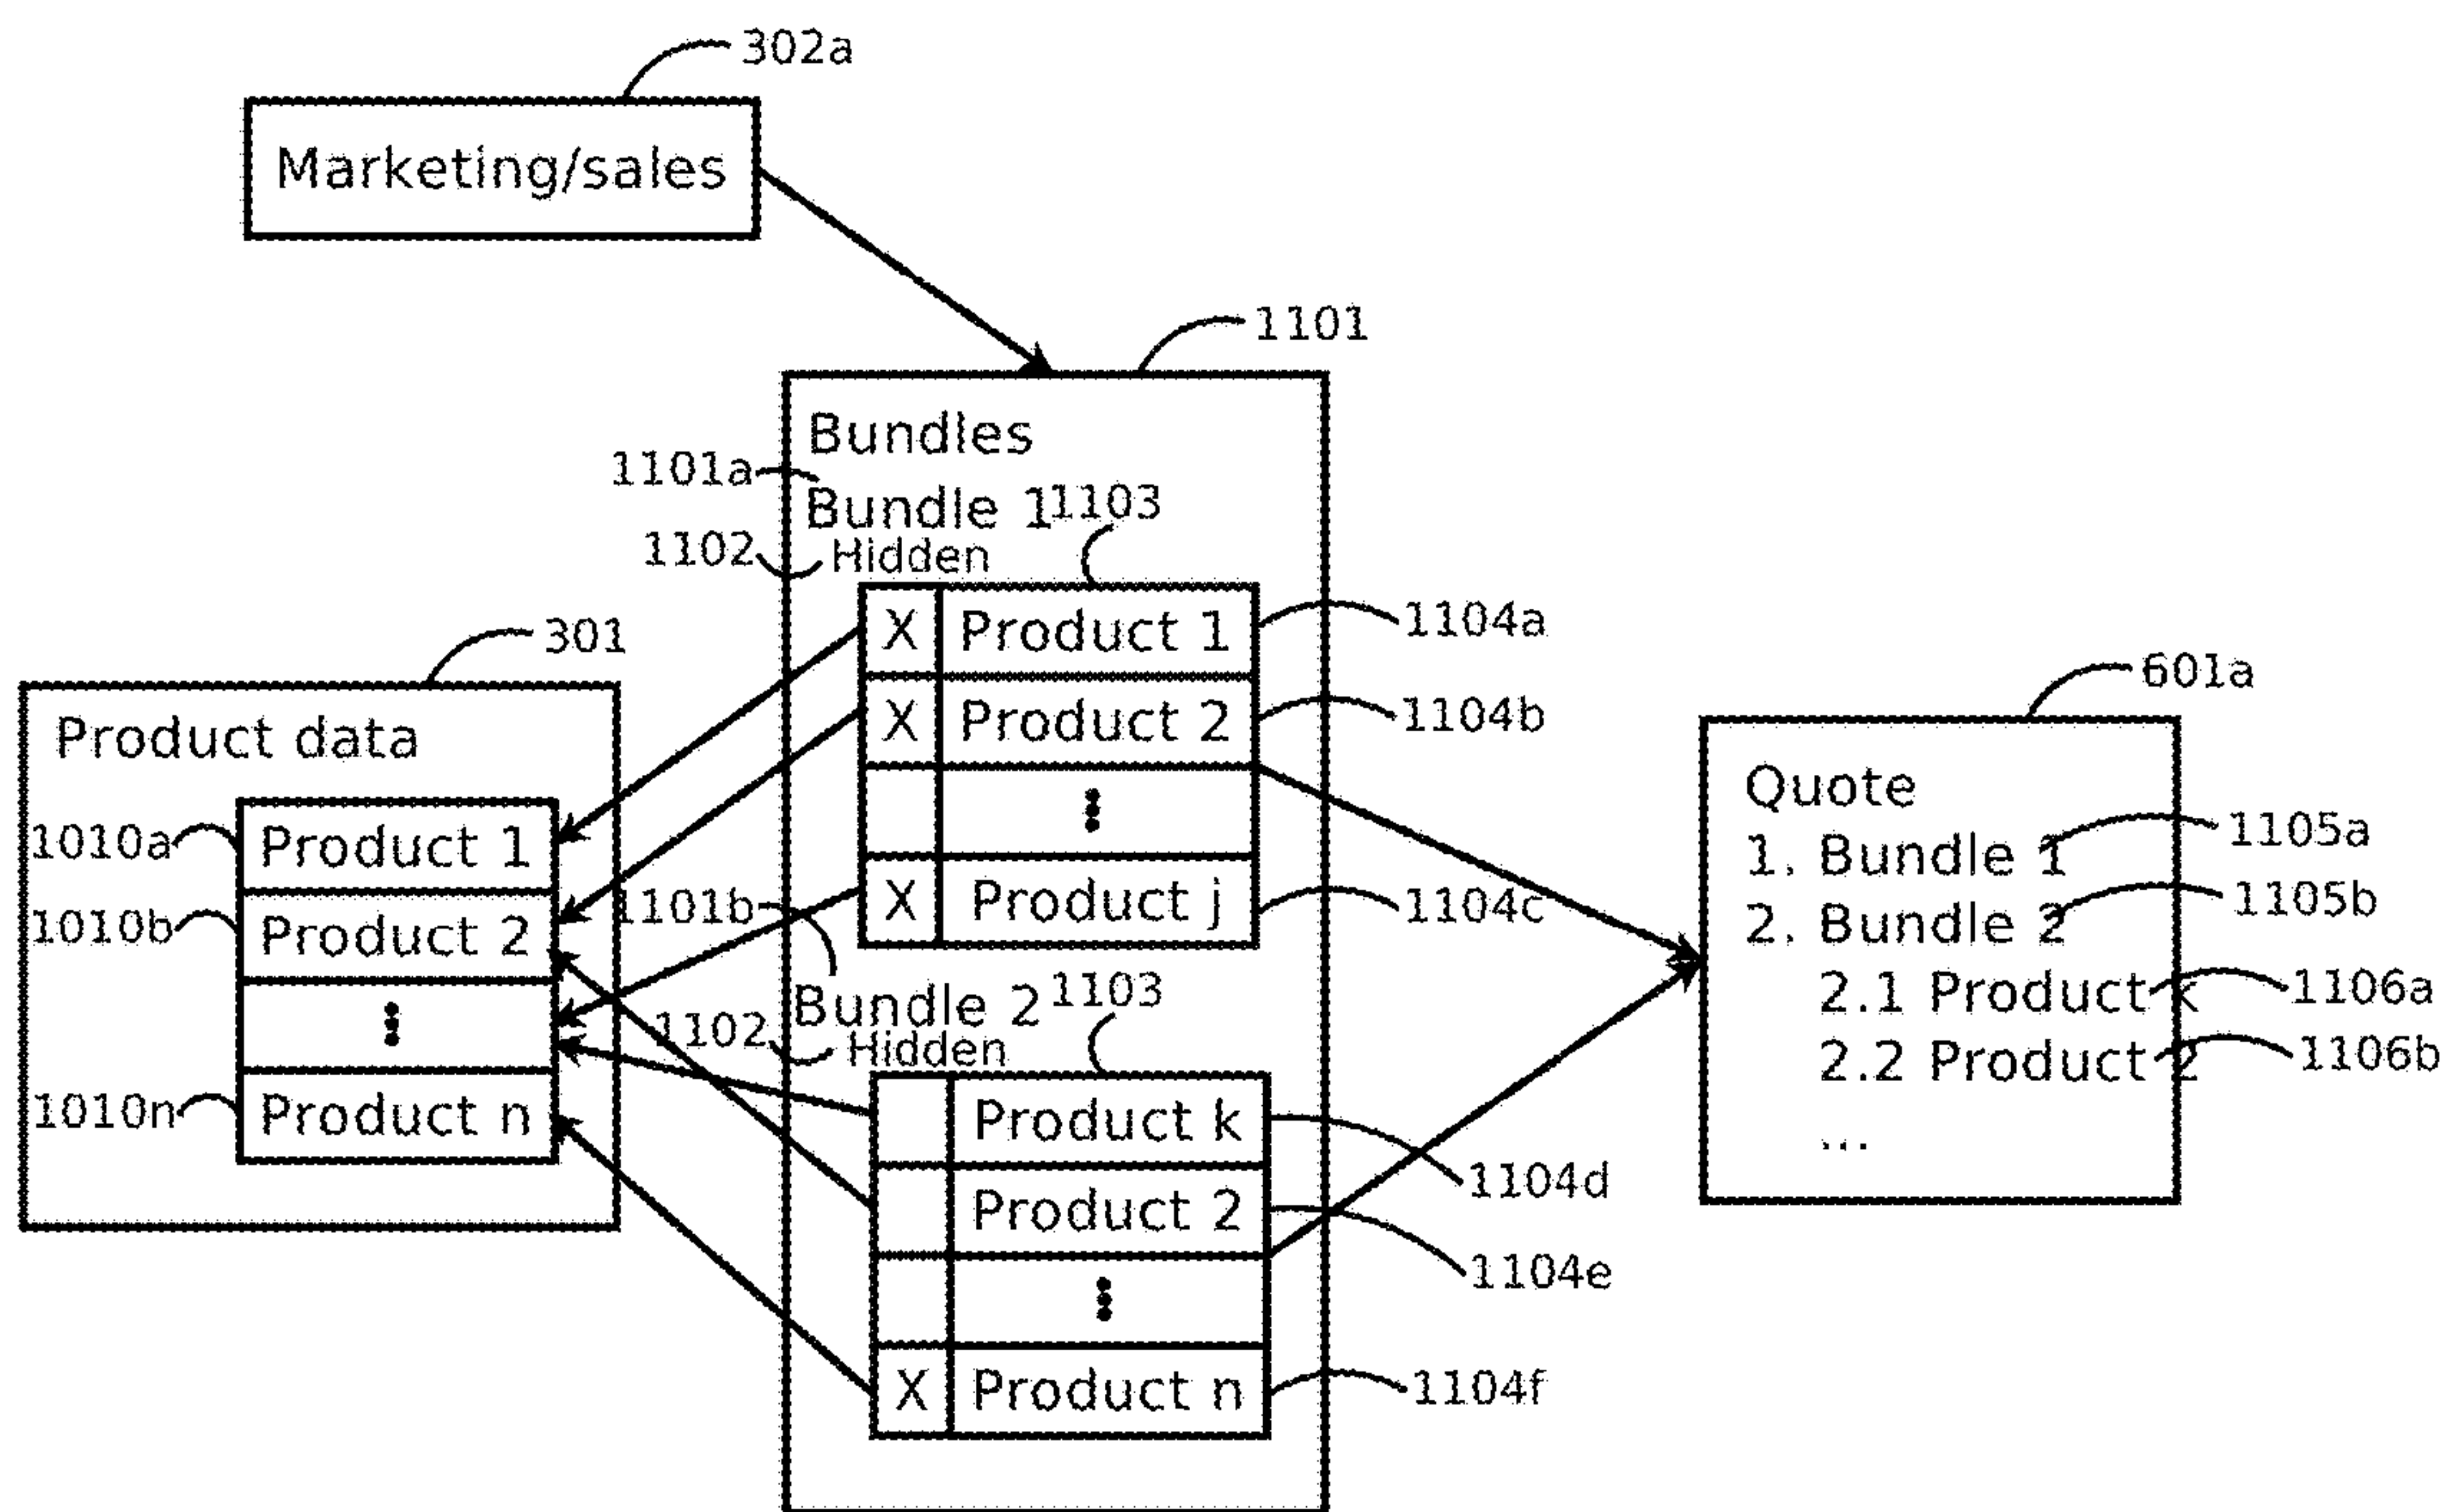 302a
Marketing/sales
1101
Bundles
1101a
Bundle 1
1103
1102
Hidden
X Product 1
1104a
X Product 2
1104b
X Product j
1104c
1101b
Bundle 2
1103
1102
Hidden
Product k
1104d
Product 2
1104e
X Product n
1104f
301
Product data
1010a
Product 1
1010b
Product 2
1010n
Product n
601a
Quote
1. Bundle 1
1105a
2. Bundle 2
1105b
2.1 Product k
1106a
2.2 Product 2
1106b
...